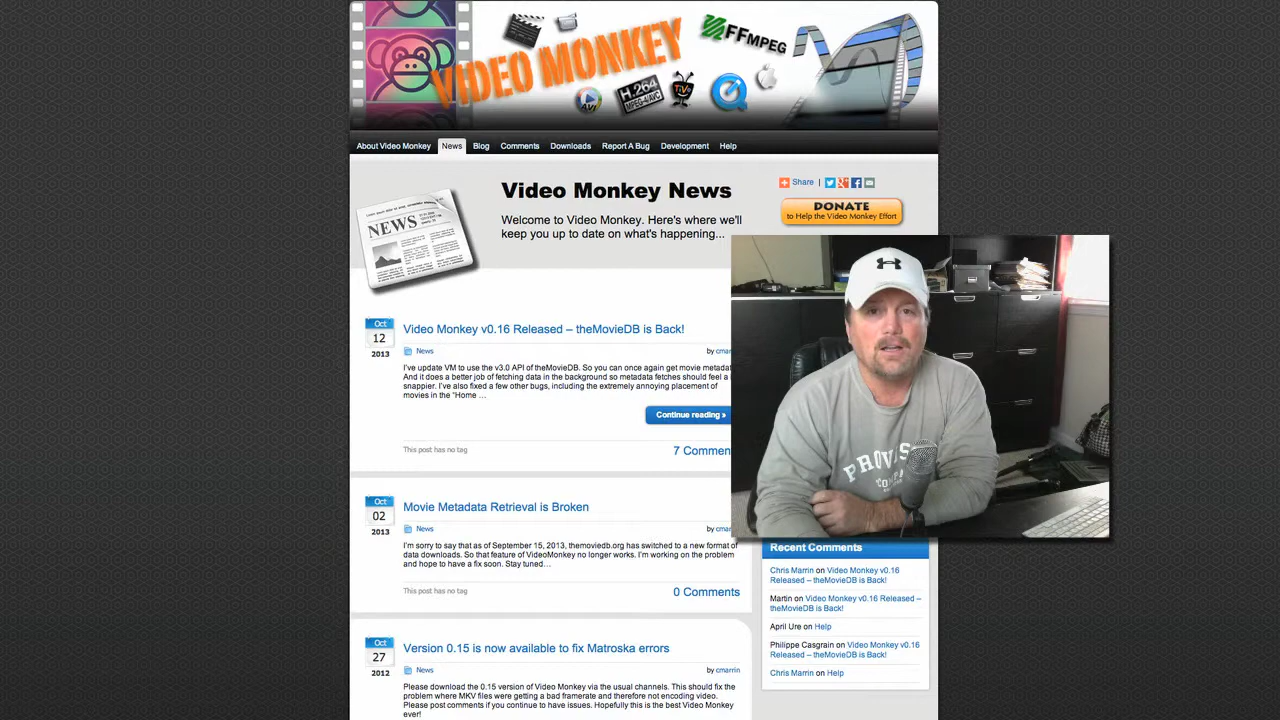 VIDEO MONKEY
FFMPEG
AVI
H.264
MPEG-4/AVC
TiVo
About Video Monkey News Blog Comments Downloads Report A Bug Development Help
Video Monkey News
Welcome to Video Monkey. Here's where we'll
keep you up to date on what's happening...
Share |
DONATE
to Help the Video Monkey Effort
NEWS
Oct
12
2013
Video Monkey v0.16 Released – theMovieDB is Back!
News
by cmar
I've update VM to use the v3.0 API of theMovieDB. So you can once again get movie metadat
And it does a better job of fetching data in the background so metadata fetches should feel a
snappier. I've also fixed a few other bugs, including the extremely annoying placement of
movies in the "Home …
Continue reading »
This post has no tag
7 Commen
Oct
02
2013
Movie Metadata Retrieval is Broken
News
by cmar
I'm sorry to say that as of September 15, 2013, themoviedb.org has switched to a new format of
data downloads. So that feature of VideoMonkey no longer works. I'm working on the problem
and hope to have a fix soon. Stay tuned…
This post has no tag
0 Comments
Oct
27
2012
Version 0.15 is now available to fix Matroska errors
News
by cmarrin
Please download the 0.15 version of Video Monkey via the usual channels. This should fix the
problem where MKV files were getting a bad framerate and therefore not encoding video.
Please post comments if you continue to have issues. Hopefully this is the best Video Monkey
ever!
Recent Comments
Chris Marrin on Video Monkey v0.16
Released – theMovieDB is Back!
Martin on Video Monkey v0.16 Released –
theMovieDB is Back!
April Ure on Help
Philippe Casgrain on Video Monkey v0.16
Released – theMovieDB is Back!
Chris Marrin on Help